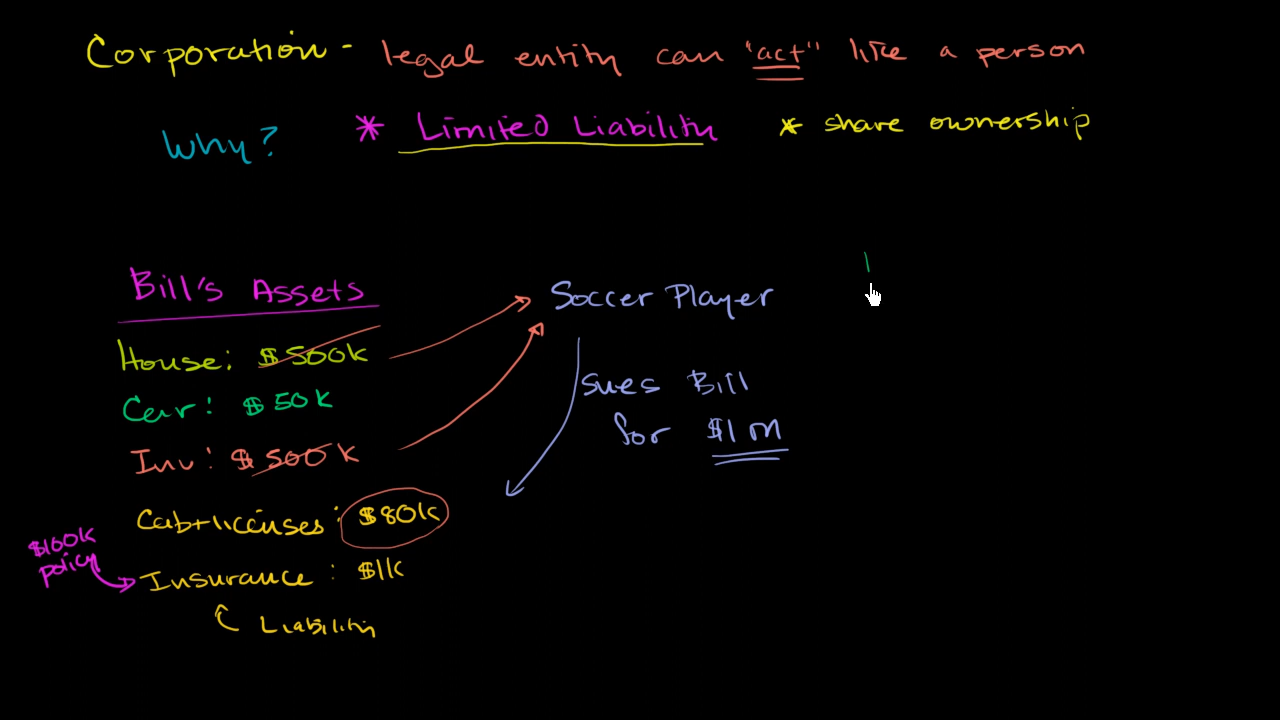 Corporation - legal entity can "act" like a person
Why? * Limited Liability * share ownership
Bill's Assets
House: $500k
Car: $50k
Inv: $500k
Cab+licenses: $80k
Insurance: $1k
Liability
$100k
policy
Soccer Player
sues Bill
for $1M